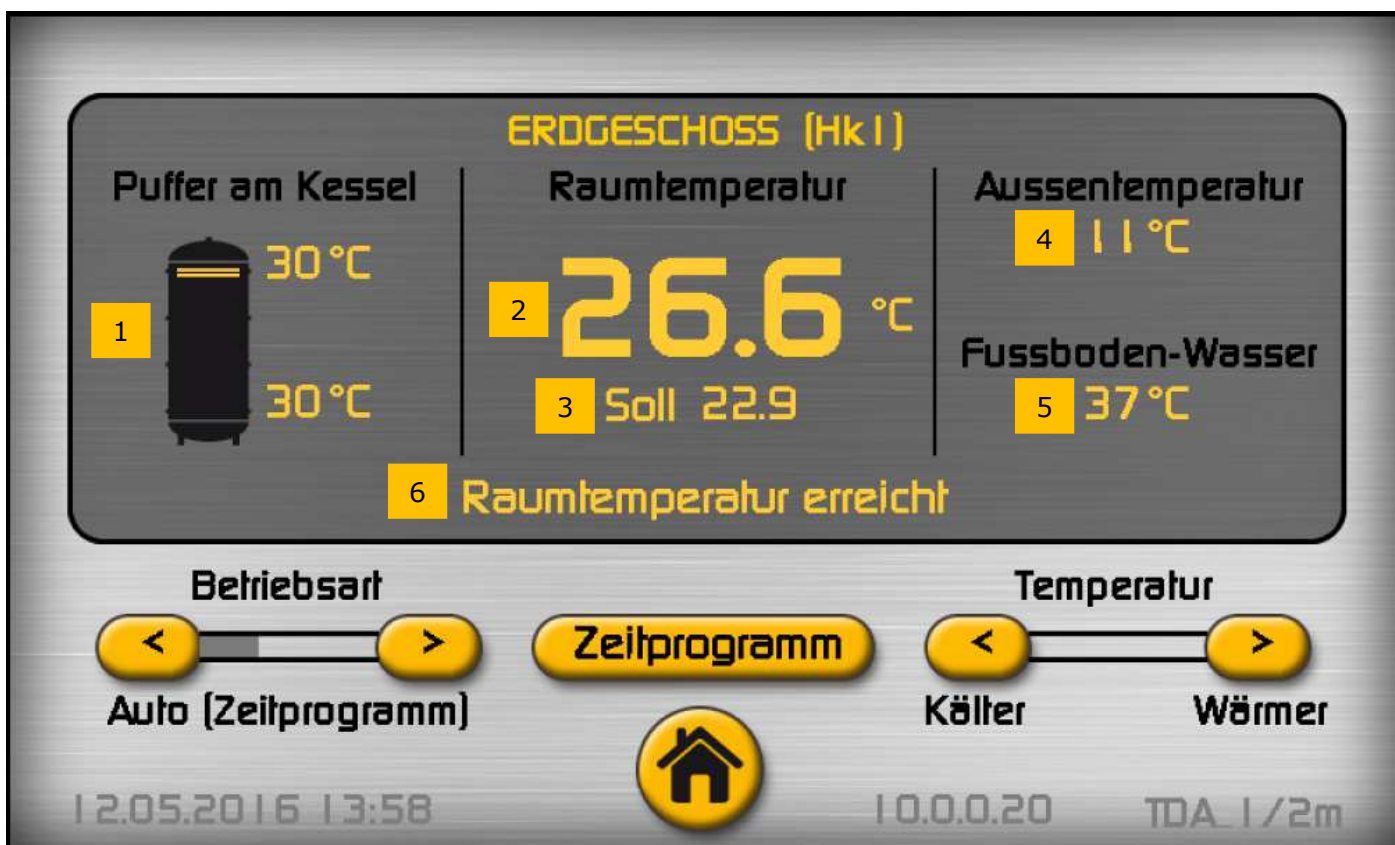 ERDGESCHOSS (Hk1)
Puffer am Kessel
Raumtemperatur
Aussentemperatur
1
30°C
30°C
2
26.6 °C
3
Soll 22.9
4
11°C
Fussboden-Wasser
5
37°C
6
Raumtemperatur erreicht
Betriebsart
<
>
Auto (Zeitprogramm)
Zeitprogramm
Temperatur
<
>
Kälter
Wärmer
12.05.2016 13:58
10.0.0.20
TDA_1/2m